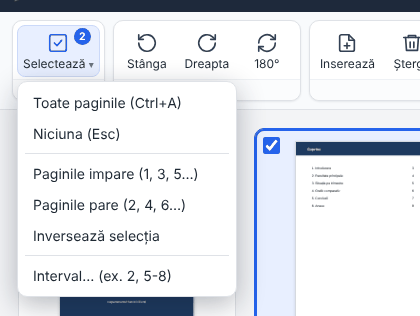 2
Selectează ▾
Stânga
Dreapta
180°
Inserează
Șterg
Toate paginile (Ctrl+A)
Niciuna (Esc)
Paginile impare (1, 3, 5...)
Paginile pare (2, 4, 6...)
Inversează selecția
Interval... (ex. 2, 5-8)
Cuprins